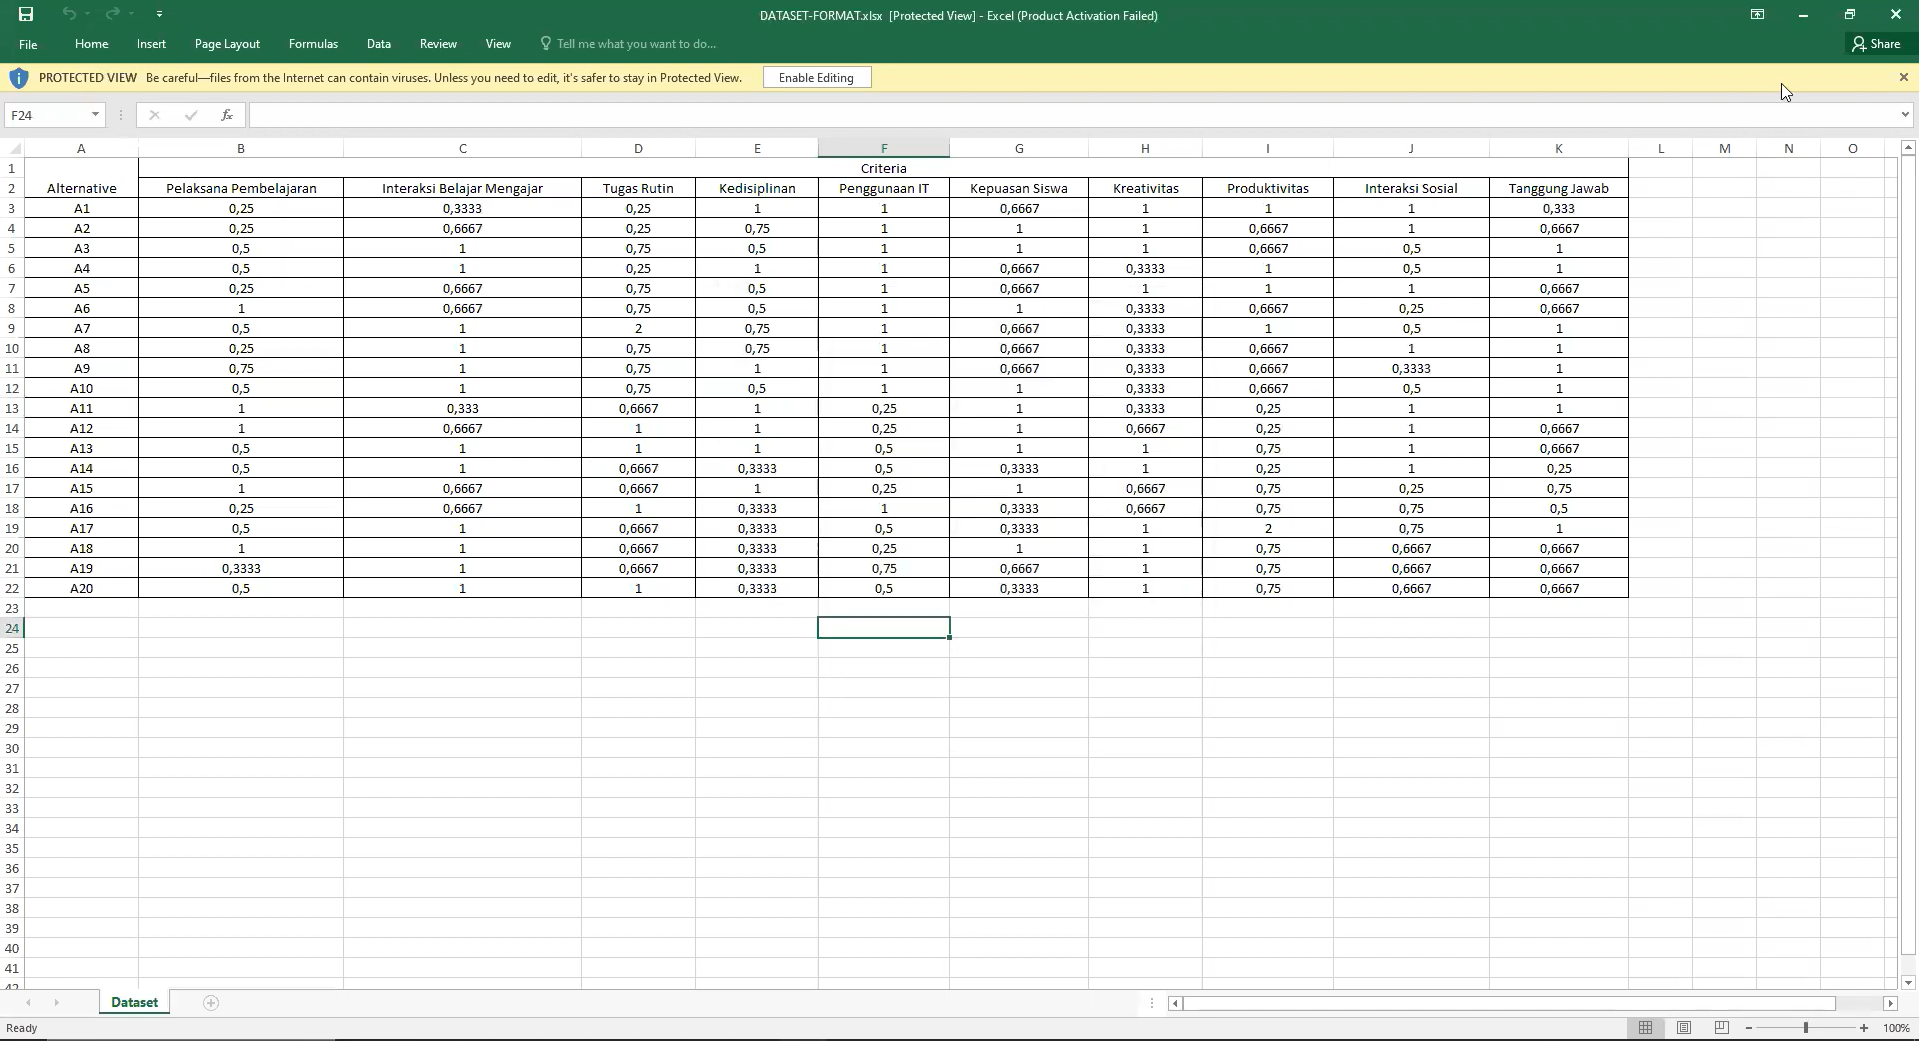 DATASET-FORMAT.xlsx  [Protected View] - Excel (Product Activation Failed)
File Home Insert Page Layout Formulas Data Review View Tell me what you want to do... Share
PROTECTED VIEW Be careful—files from the Internet can contain viruses. Unless you need to edit, it's safer to stay in Protected View. Enable Editing
F24 fx
A B C D E F G H I J K L M N O
1 Criteria
2 Alternative Pelaksana Pembelajaran Interaksi Belajar Mengajar Tugas Rutin Kedisiplinan Penggunaan IT Kepuasan Siswa Kreativitas Produktivitas Interaksi Sosial Tanggung Jawab
3 A1 0,25 0,3333 0,25 1 1 0,6667 1 1 1 0,333
4 A2 0,25 0,6667 0,25 0,75 1 1 1 0,6667 1 0,6667
5 A3 0,5 1 0,75 0,5 1 1 1 0,6667 0,5 1
6 A4 0,5 1 0,25 1 1 0,6667 0,3333 1 0,5 1
7 A5 0,25 0,6667 0,75 0,5 1 0,6667 1 1 1 0,6667
8 A6 1 0,6667 0,75 0,5 1 1 0,3333 0,6667 0,25 0,6667
9 A7 0,5 1 2 0,75 1 0,6667 0,3333 1 0,5 1
10 A8 0,25 1 0,75 0,75 1 0,6667 0,3333 0,6667 1 1
11 A9 0,75 1 0,75 1 1 0,6667 0,3333 0,6667 0,3333 1
12 A10 0,5 1 0,75 0,5 1 1 0,3333 0,6667 0,5 1
13 A11 1 0,333 0,6667 1 0,25 1 0,3333 0,25 1 1
14 A12 1 0,6667 1 1 0,25 1 0,6667 0,25 1 0,6667
15 A13 0,5 1 1 1 0,5 1 1 0,75 1 0,6667
16 A14 0,5 1 0,6667 0,3333 0,5 0,3333 1 0,25 1 0,25
17 A15 1 0,6667 0,6667 1 0,25 1 0,6667 0,75 0,25 0,75
18 A16 0,25 0,6667 1 0,3333 1 0,3333 0,6667 0,75 0,75 0,5
19 A17 0,5 1 0,6667 0,3333 0,5 0,3333 1 2 0,75 1
20 A18 1 1 0,6667 0,3333 0,25 1 1 0,75 0,6667 0,6667
21 A19 0,3333 1 0,6667 0,3333 0,75 0,6667 1 0,75 0,6667 0,6667
22 A20 0,5 1 1 0,3333 0,5 0,3333 1 0,75 0,6667 0,6667
23
24
25
26
27
28
29
30
31
32
33
34
35
36
37
38
39
40
41
42
Dataset
Ready 100%